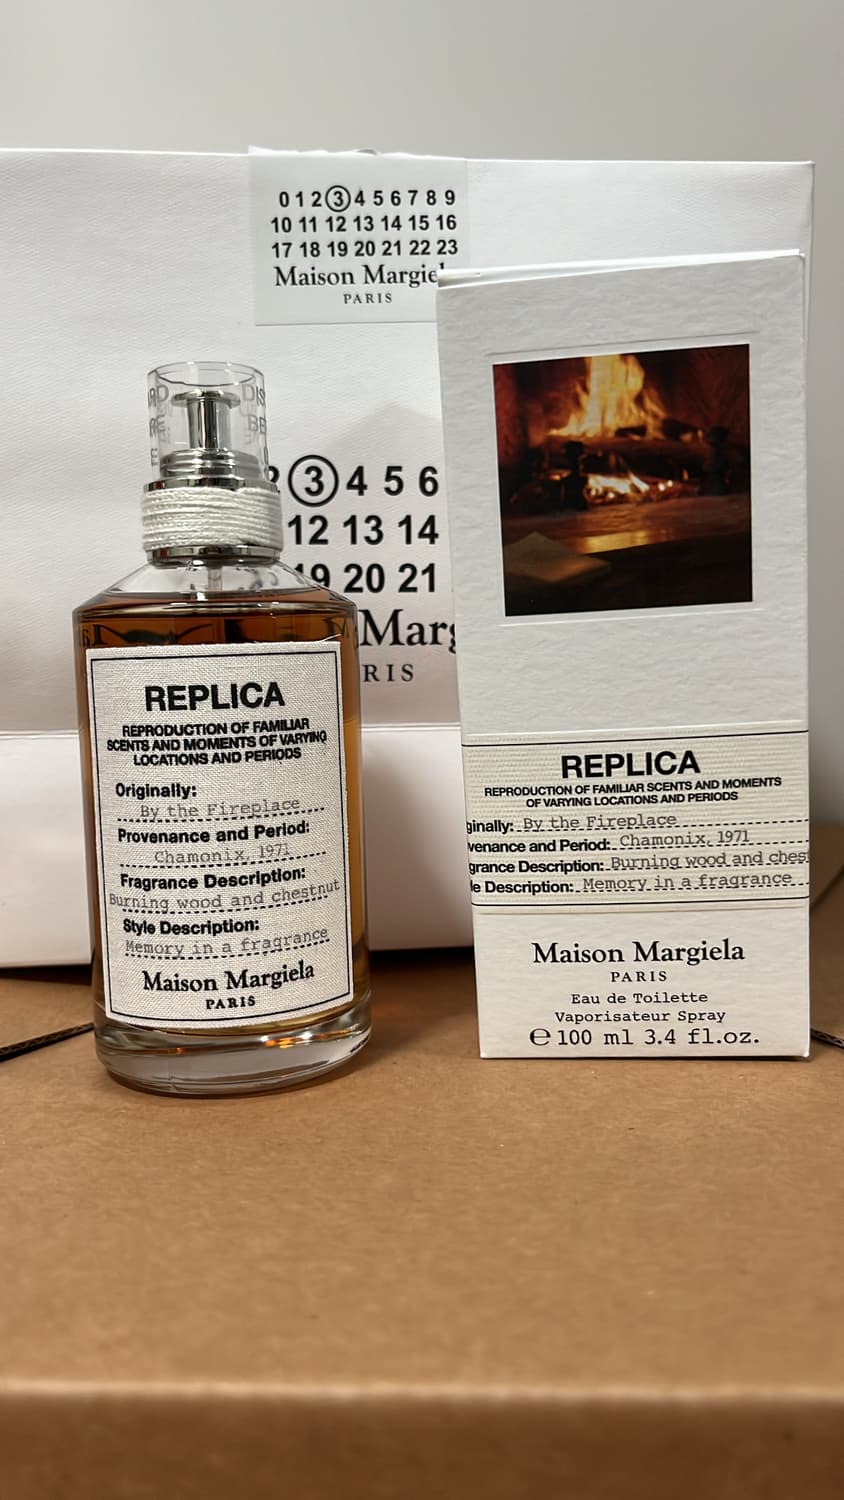 0 1 2 3 4 5 6 7 8 9
10 11 12 13 14 15 16
17 18 19 20 21 22 23
Maison Margiel
PARIS
3 4 5 6
12 13 14
19 20 21
Marg
RIS
REPLICA
REPRODUCTION OF FAMILIAR
SCENTS AND MOMENTS OF VARYING
LOCATIONS AND PERIODS
Originally:
By the Fireplace
Provenance and Period:
Chamonix, 1971
Fragrance Description:
Burning wood and chestnut
Style Description:
Memory in a fragrance
Maison Margiela
PARIS
REPLICA
REPRODUCTION OF FAMILIAR SCENTS AND MOMENTS
OF VARYING LOCATIONS AND PERIODS
ginally: By the Fireplace
venance and Period: Chamonix, 1971
grance Description: Burning wood and ches
le Description: Memory in a fragrance
Maison Margiela
PARIS
Eau de Toilette
Vaporisateur Spray
℮ 100 ml 3.4 fl.oz.